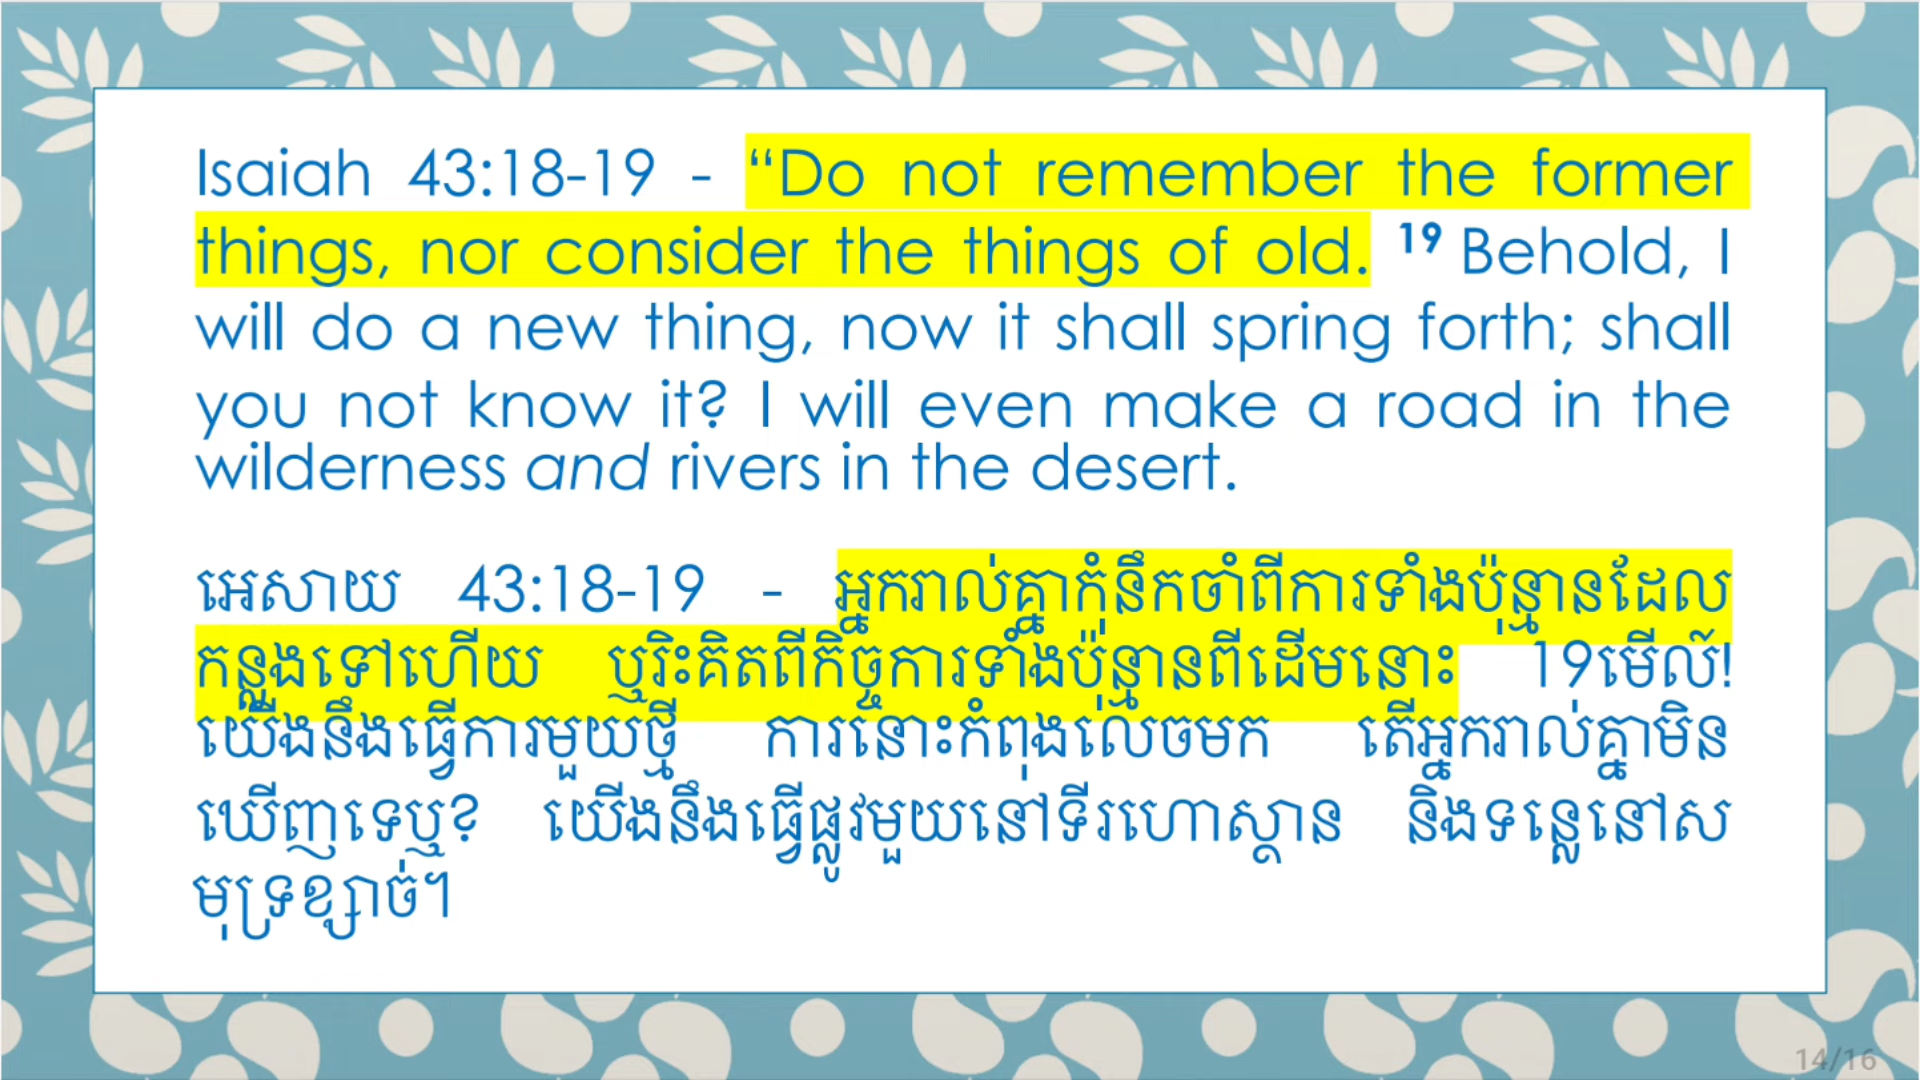 Isaiah 43:18-19 - “Do not remember the former
things, nor consider the things of old. 19 Behold, I
will do a new thing, now it shall spring forth; shall
you not know it? I will even make a road in the
wilderness and rivers in the desert.
អេសាយ 43:18-19 - អ្នករាល់គ្នាកុំនឹកចាំពីការទាំងប៉ុន្មានដែល
កន្លងទៅហើយ ឬរិះគិតពីកិច្ចការទាំងប៉ុន្មានពីដើមនោះ 19មើល៍!
យើងនឹងធ្វើការមួយថ្មី ការនោះកំពុងលេចមក តើអ្នករាល់គ្នាមិន
ឃើញទេឬ? យើងនឹងធ្វើផ្លូវមួយនៅទីរហោស្ថាន និងទន្លេនៅស
មុទ្រខ្សាច់។
14/16